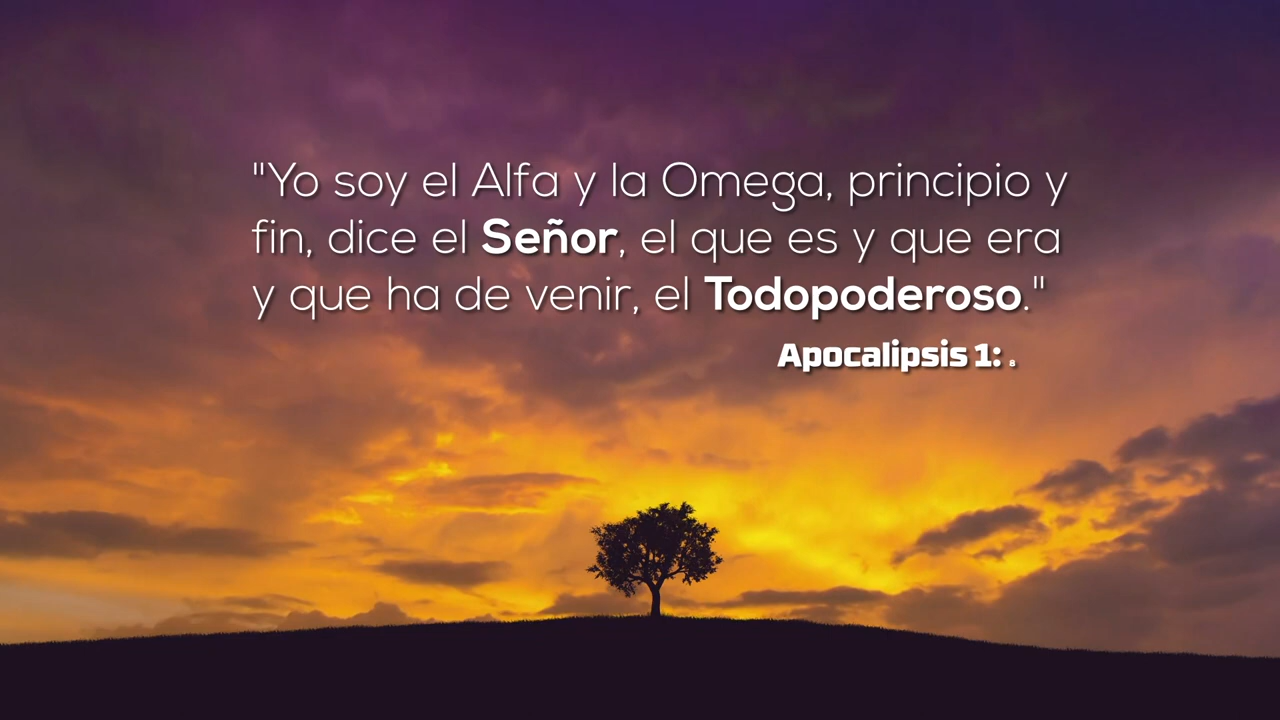 "Yo soy el Alfa y la Omega, principio y
fin, dice el Señor, el que es y que era
y que ha de venir, el Todopoderoso."
Apocalipsis 1: 8